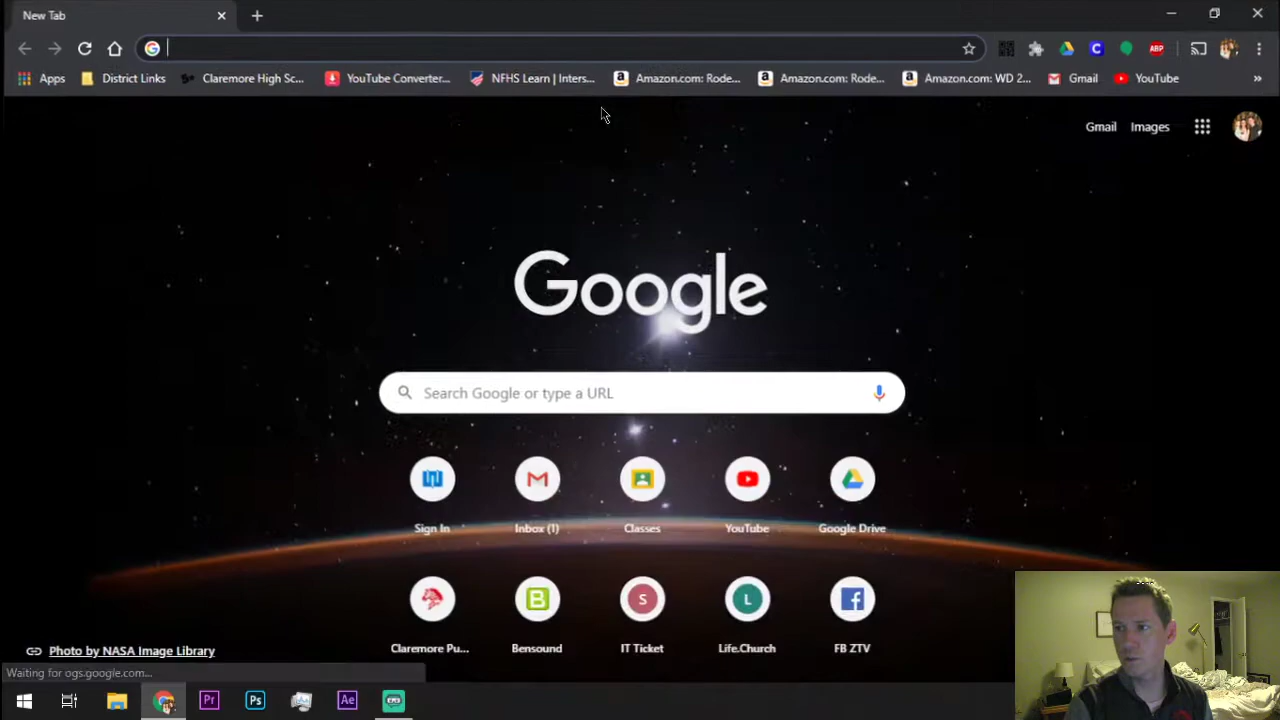 New Tab
Apps District Links Claremore High Sc... YouTube Converter... NFHS Learn | Inters... Amazon.com: Rode... Amazon.com: Rode... Amazon.com: WD 2... Gmail YouTube »
Gmail Images
Google
Search Google or type a URL
Sign In Inbox (1) Classes YouTube Google Drive
Claremore Pu... Bensound IT Ticket Life.Church FB ZTV
Photo by NASA Image Library
Waiting for ogs.google.com...